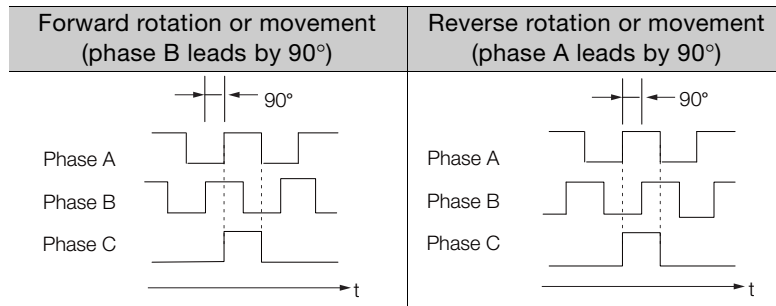 Forward rotation or movement
(phase B leads by 90°)
Reverse rotation or movement
(phase A leads by 90°)
90°
Phase A
Phase B
Phase C
t
90°
Phase A
Phase B
Phase C
t